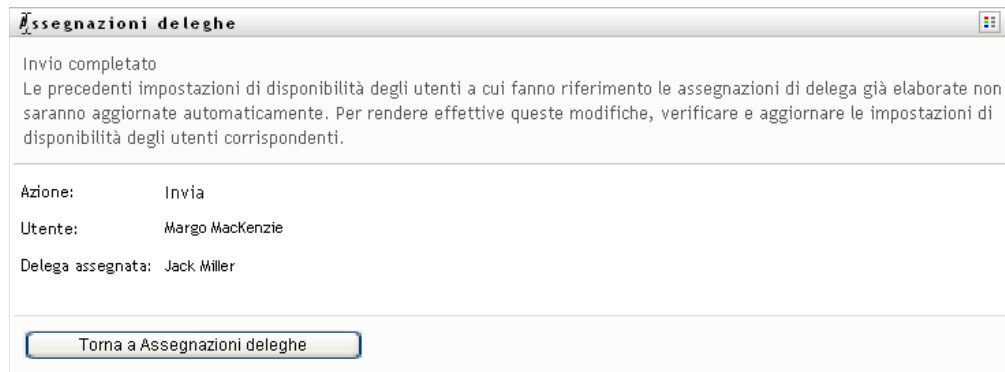 Assegnazioni deleghe
Invio completato
Le precedenti impostazioni di disponibilità degli utenti a cui fanno riferimento le assegnazioni di delega già elaborate non
saranno aggiornate automaticamente. Per rendere effettive queste modifiche, verificare e aggiornare le impostazioni di
disponibilità degli utenti corrispondenti.
Azione: Invia
Utente: Margo MacKenzie
Delega assegnata: Jack Miller
Torna a Assegnazioni deleghe